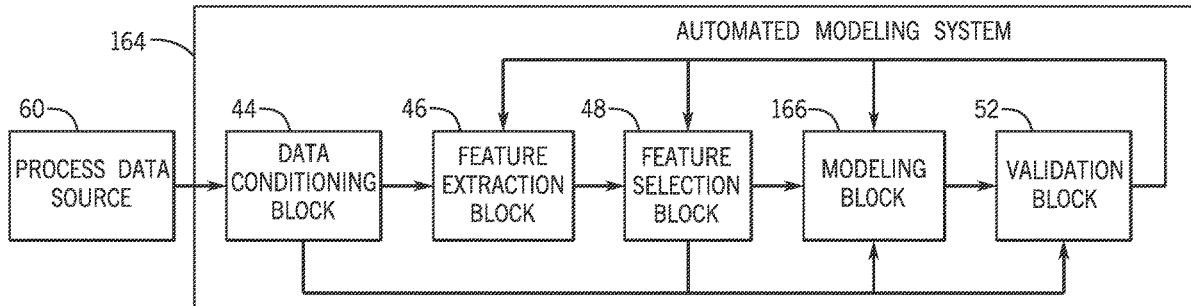 164
AUTOMATED MODELING SYSTEM
60
44
46
48
166
52
PROCESS DATA
SOURCE
DATA
CONDITIONING
BLOCK
FEATURE
EXTRACTION
BLOCK
FEATURE
SELECTION
BLOCK
MODELING
BLOCK
VALIDATION
BLOCK